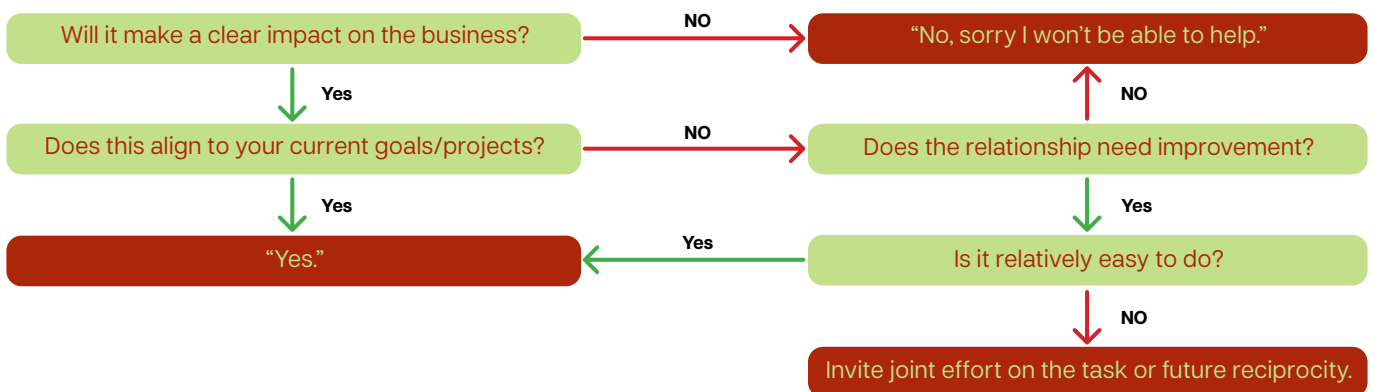 Will it make a clear impact on the business?
NO
“No, sorry I won’t be able to help.”
Yes
NO
Does this align to your current goals/projects?
NO
Does the relationship need improvement?
Yes
Yes
“Yes.”
Yes
Is it relatively easy to do?
NO
Invite joint effort on the task or future reciprocity.